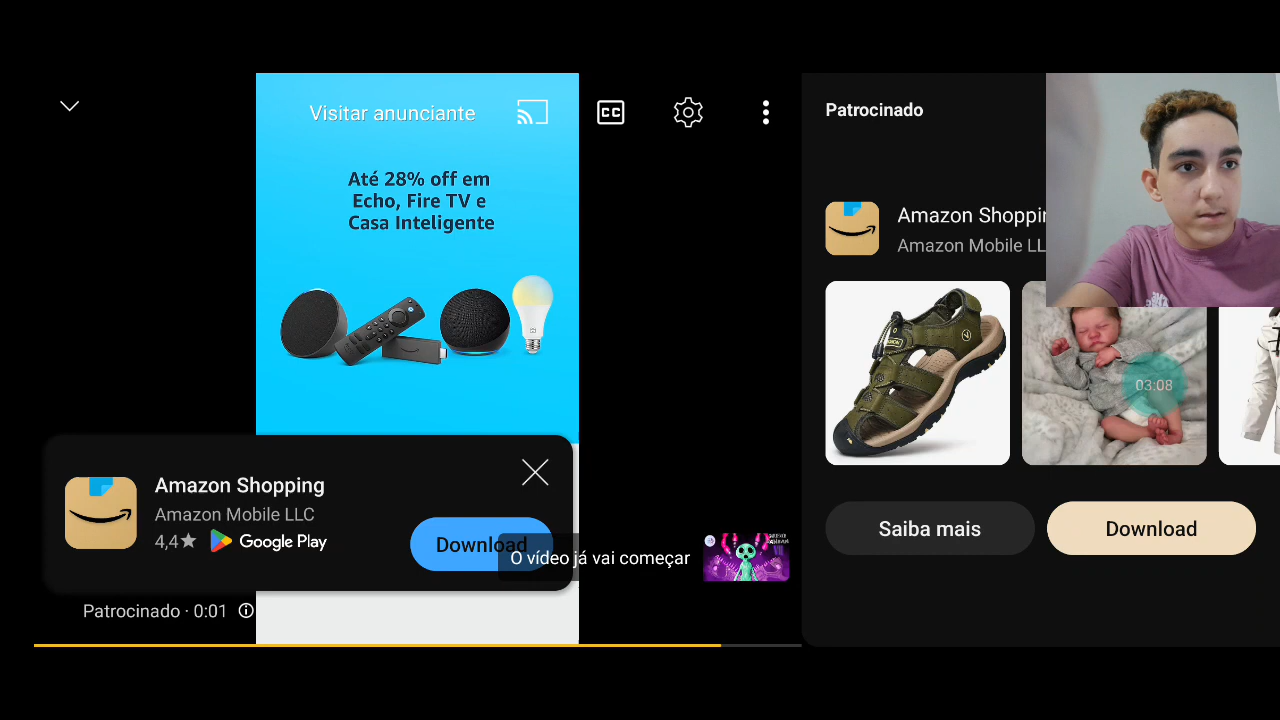 Visitar anunciante
CC
Até 28% off em
Echo, Fire TV e
Casa Inteligente
Amazon Shopping
Amazon Mobile LLC
4,4★ Google Play
Download
O vídeo já vai começar
Patrocinado · 0:01
Patrocinado
Amazon Shoppin
Amazon Mobile LL
03:08
Saiba mais
Download